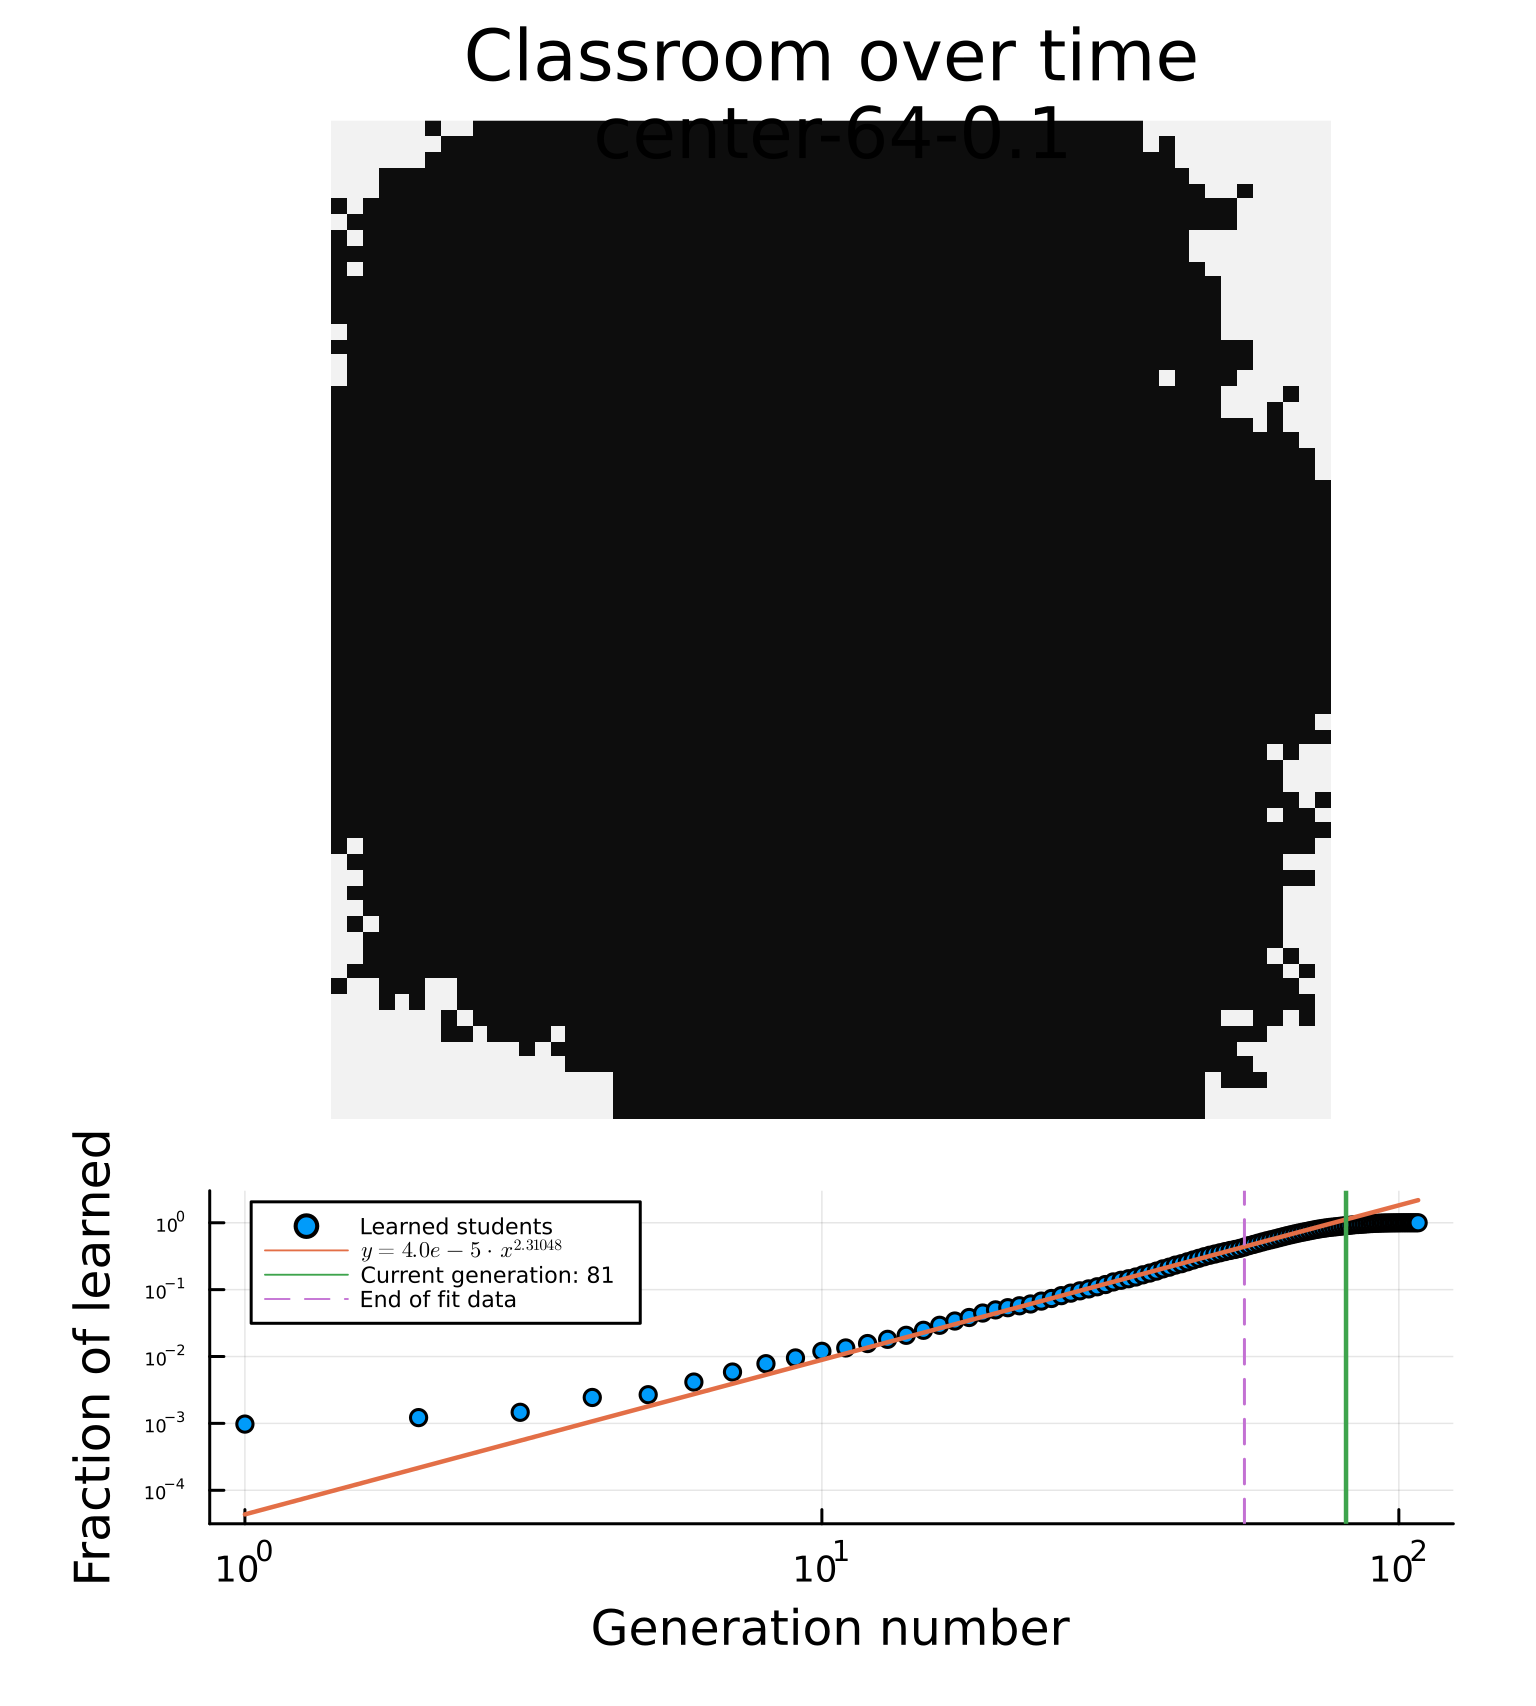 Classroom over time
center-64-0.1
Fraction of learned
10^0
10^-1
10^-2
10^-3
10^-4
Learned students
y = 4.0e − 5 · x^2.31048
Current generation: 81
End of fit data
10^0 10^1 10^2
Generation number